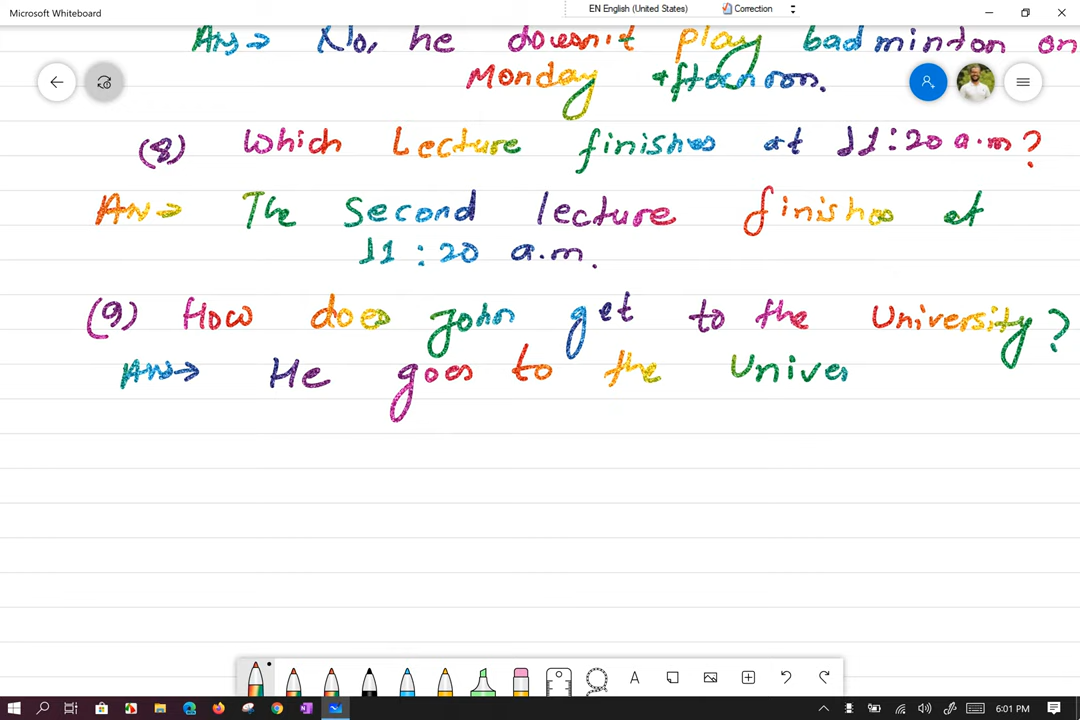 Microsoft Whiteboard
EN English (United States) Correction
Ans⇒ No, he doesn't play badminton on
Monday afternoon.
(8) Which Lecture finishes at 11:20 a.m?
Ans⇒ The Second lecture finishes at
11:20 a.m.
(9) How does John get to the University?
Ans⇒ He goes to the Univer
A
6:01 PM